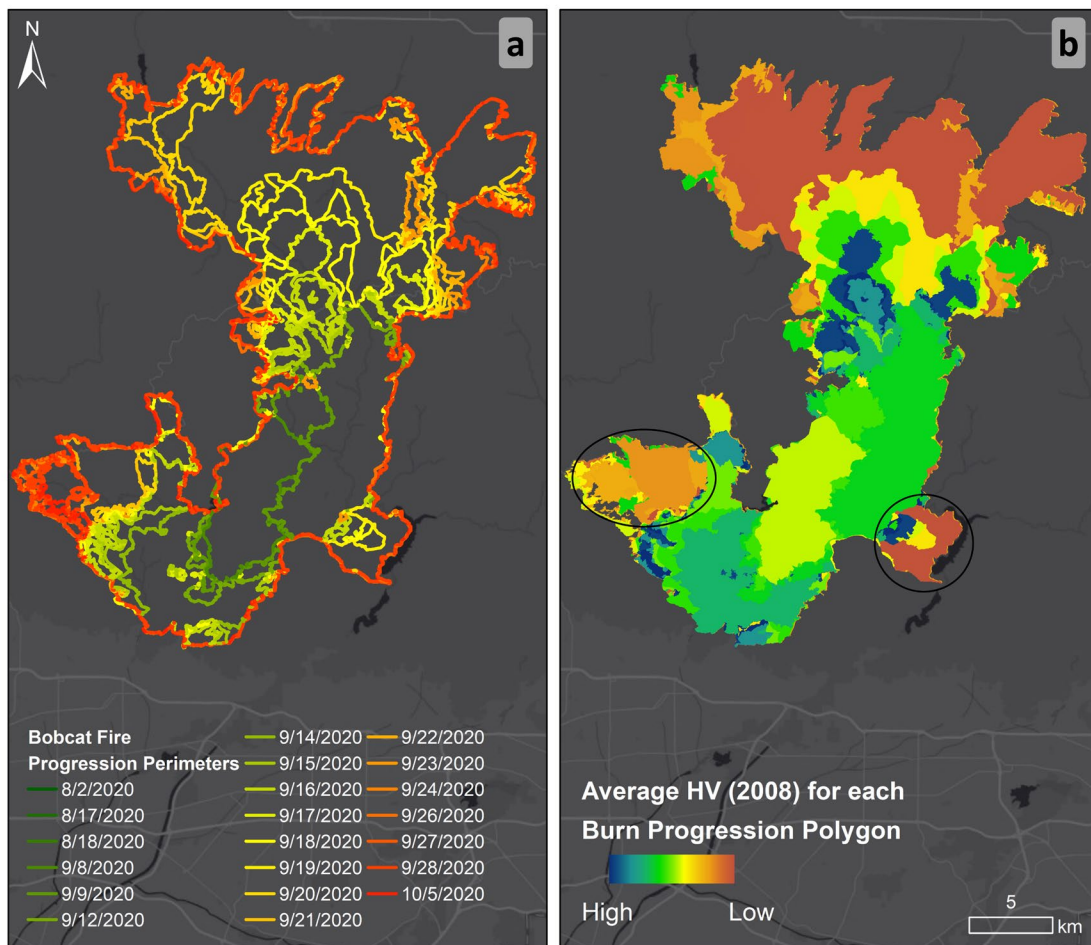 N
a
Bobcat Fire
Progression Perimeters
8/2/2020
8/17/2020
8/18/2020
9/8/2020
9/9/2020
9/12/2020
9/14/2020
9/15/2020
9/16/2020
9/17/2020
9/18/2020
9/19/2020
9/20/2020
9/21/2020
9/22/2020
9/23/2020
9/24/2020
9/26/2020
9/27/2020
9/28/2020
10/5/2020
b
Average HV (2008) for each
Burn Progression Polygon
High Low
5
km